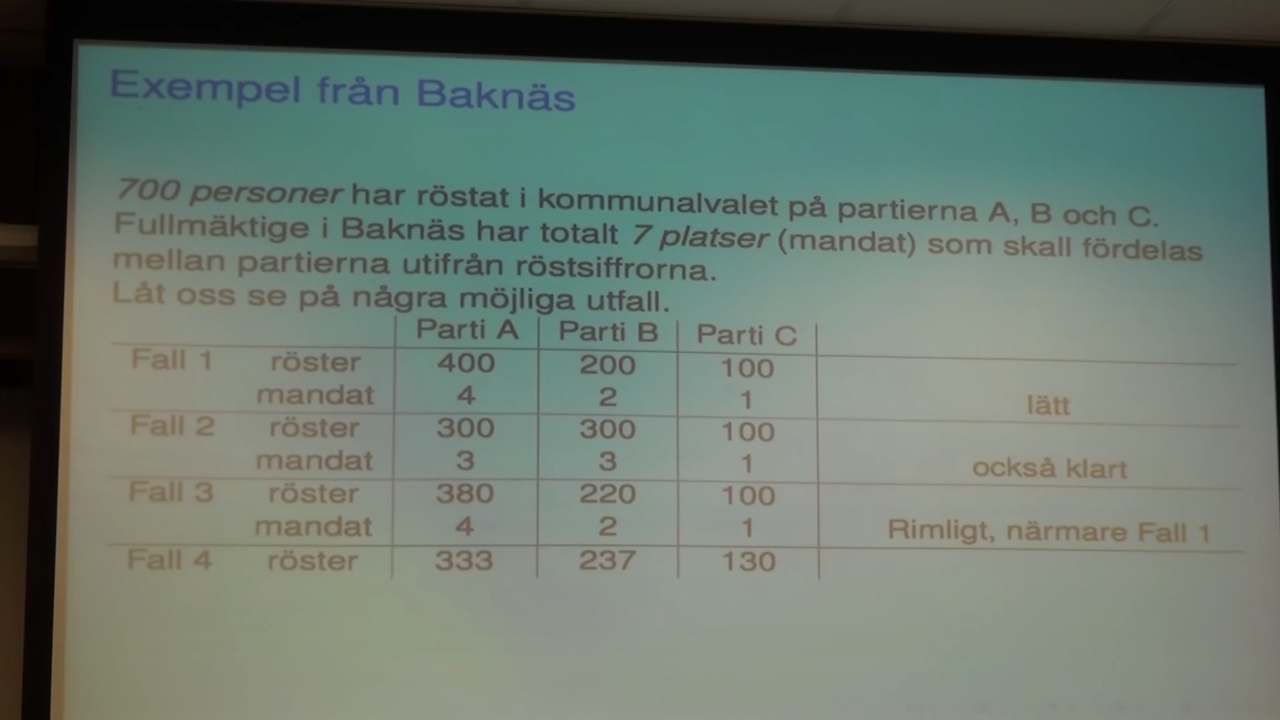 Exempel från Baknäs
700 personer har röstat i kommunalvalet på partierna A, B och C.
Fullmäktige i Baknäs har totalt 7 platser (mandat) som skall fördelas
mellan partierna utifrån röstsiffrorna.
Låt oss se på några möjliga utfall.
Parti A Parti B Parti C
Fall 1 röster 400 200 100
mandat 4 2 1 lätt
Fall 2 röster 300 300 100
mandat 3 3 1 också klart
Fall 3 röster 380 220 100
mandat 4 2 1 Rimligt, närmare Fall 1
Fall 4 röster 333 237 130